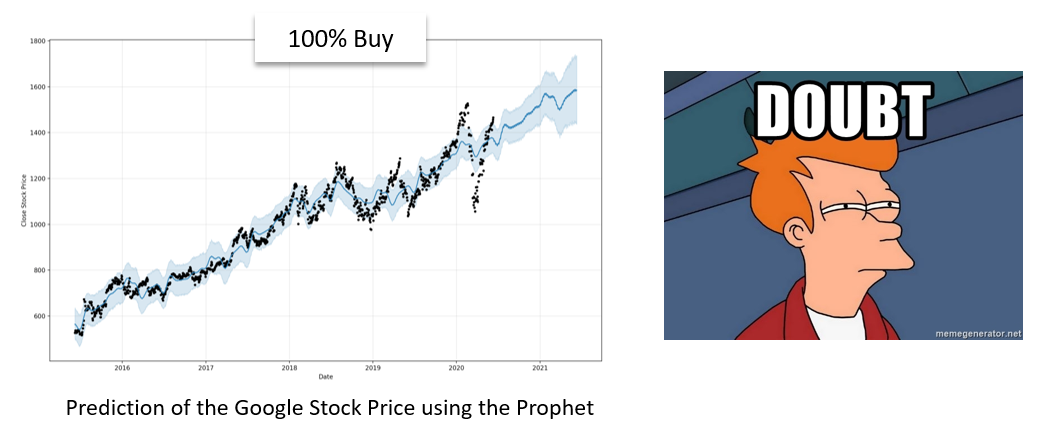 100% Buy
1800
1600
1400
1200
1000
800
600
Close Stock Price
2016 2017 2018 2019 2020 2021
Date
Prediction of the Google Stock Price using the Prophet
DOUBT
memegenerator.net